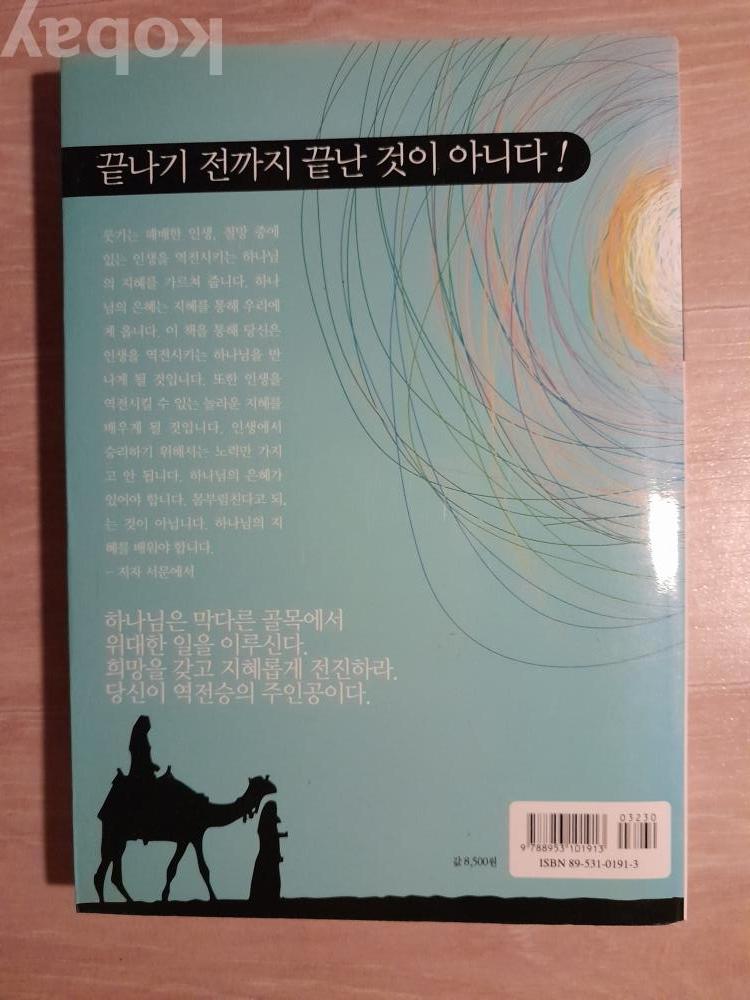 kobay
끝나기 전까지 끝난 것이 아니다!
룻기는 패배한 인생, 절망 중에
있는 인생을 역전시키는 하나님
의 지혜를 가르쳐 줍니다. 하나
님의 은혜는 지혜를 통해 우리에
게 옵니다. 이 책을 통해 당신은
인생을 역전시키는 하나님을 만
나게 될 것입니다. 또한 인생을
역전시킬 수 있는 놀라운 지혜를
배우게 될 것입니다. 인생에서
승리하기 위해서는 노력만 가지
고 안 됩니다. 하나님의 은혜가
있어야 합니다. 몸부림친다고 되
는 것이 아닙니다. 하나님의 지
혜를 배워야 합니다.
- 저자 서문에서
하나님은 막다른 골목에서
위대한 일을 이루신다.
희망을 갖고 지혜롭게 전진하라.
당신이 역전승의 주인공이다.
03230
9 788953 101913
값 8,500원
ISBN 89-531-0191-3